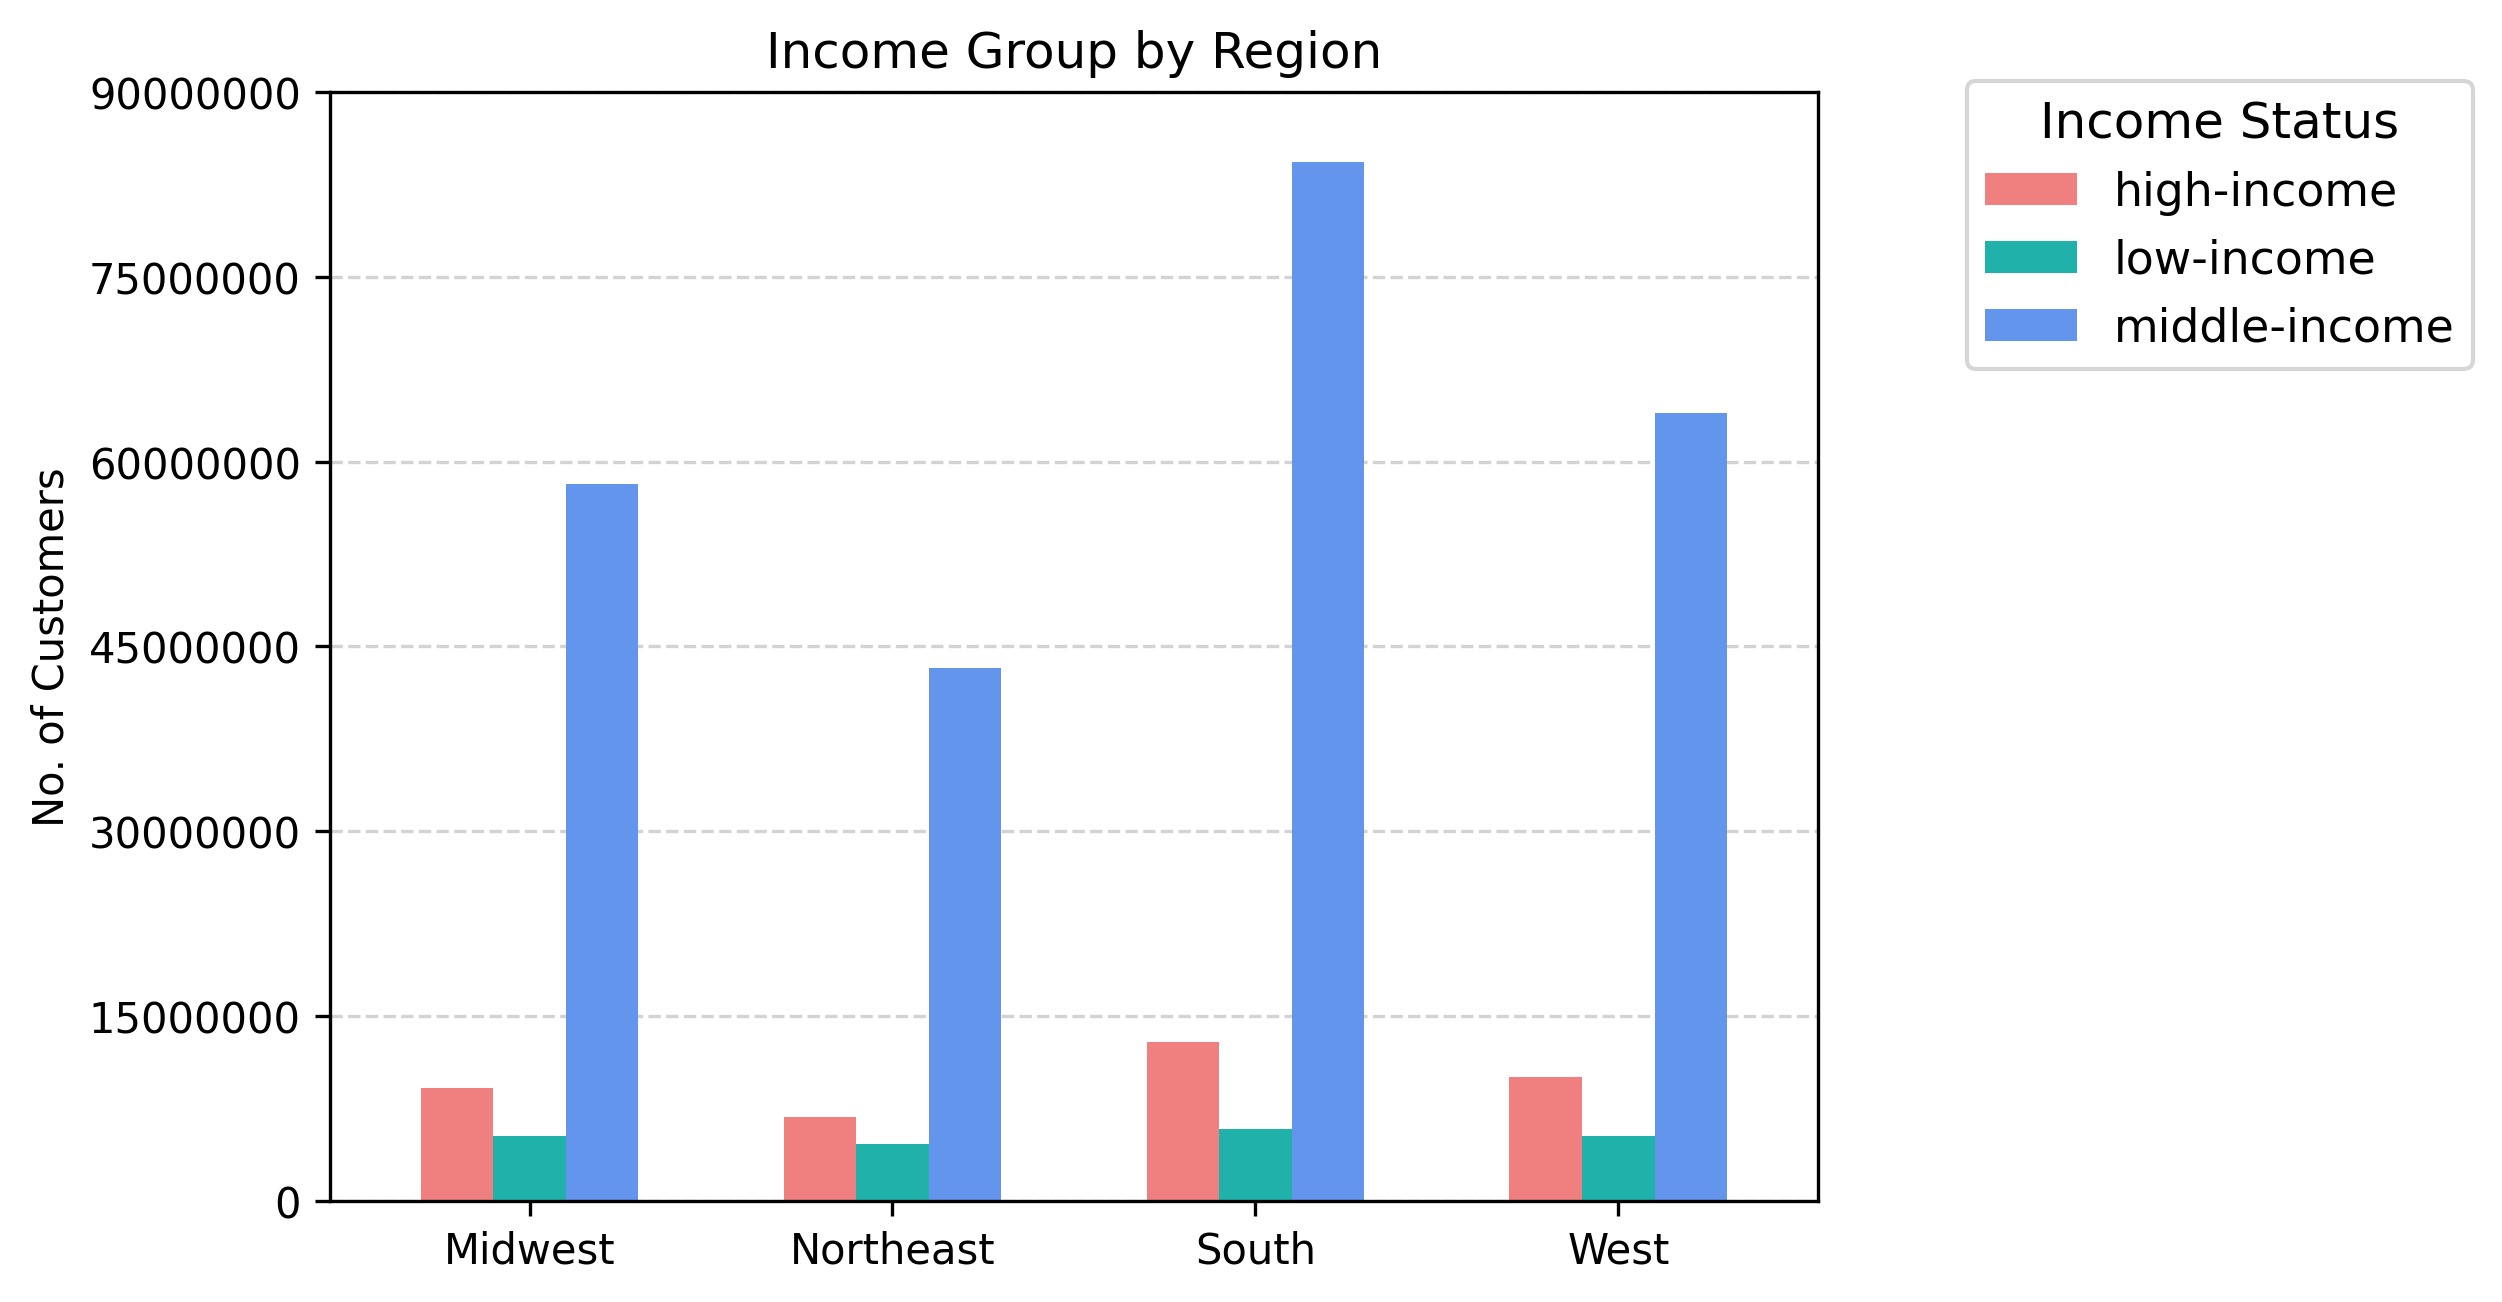 Income Group by Region
Income Status
high-income
low-income
middle-income
No. of Customers
90000000
75000000
60000000
45000000
30000000
15000000
0
Midwest
Northeast
South
West